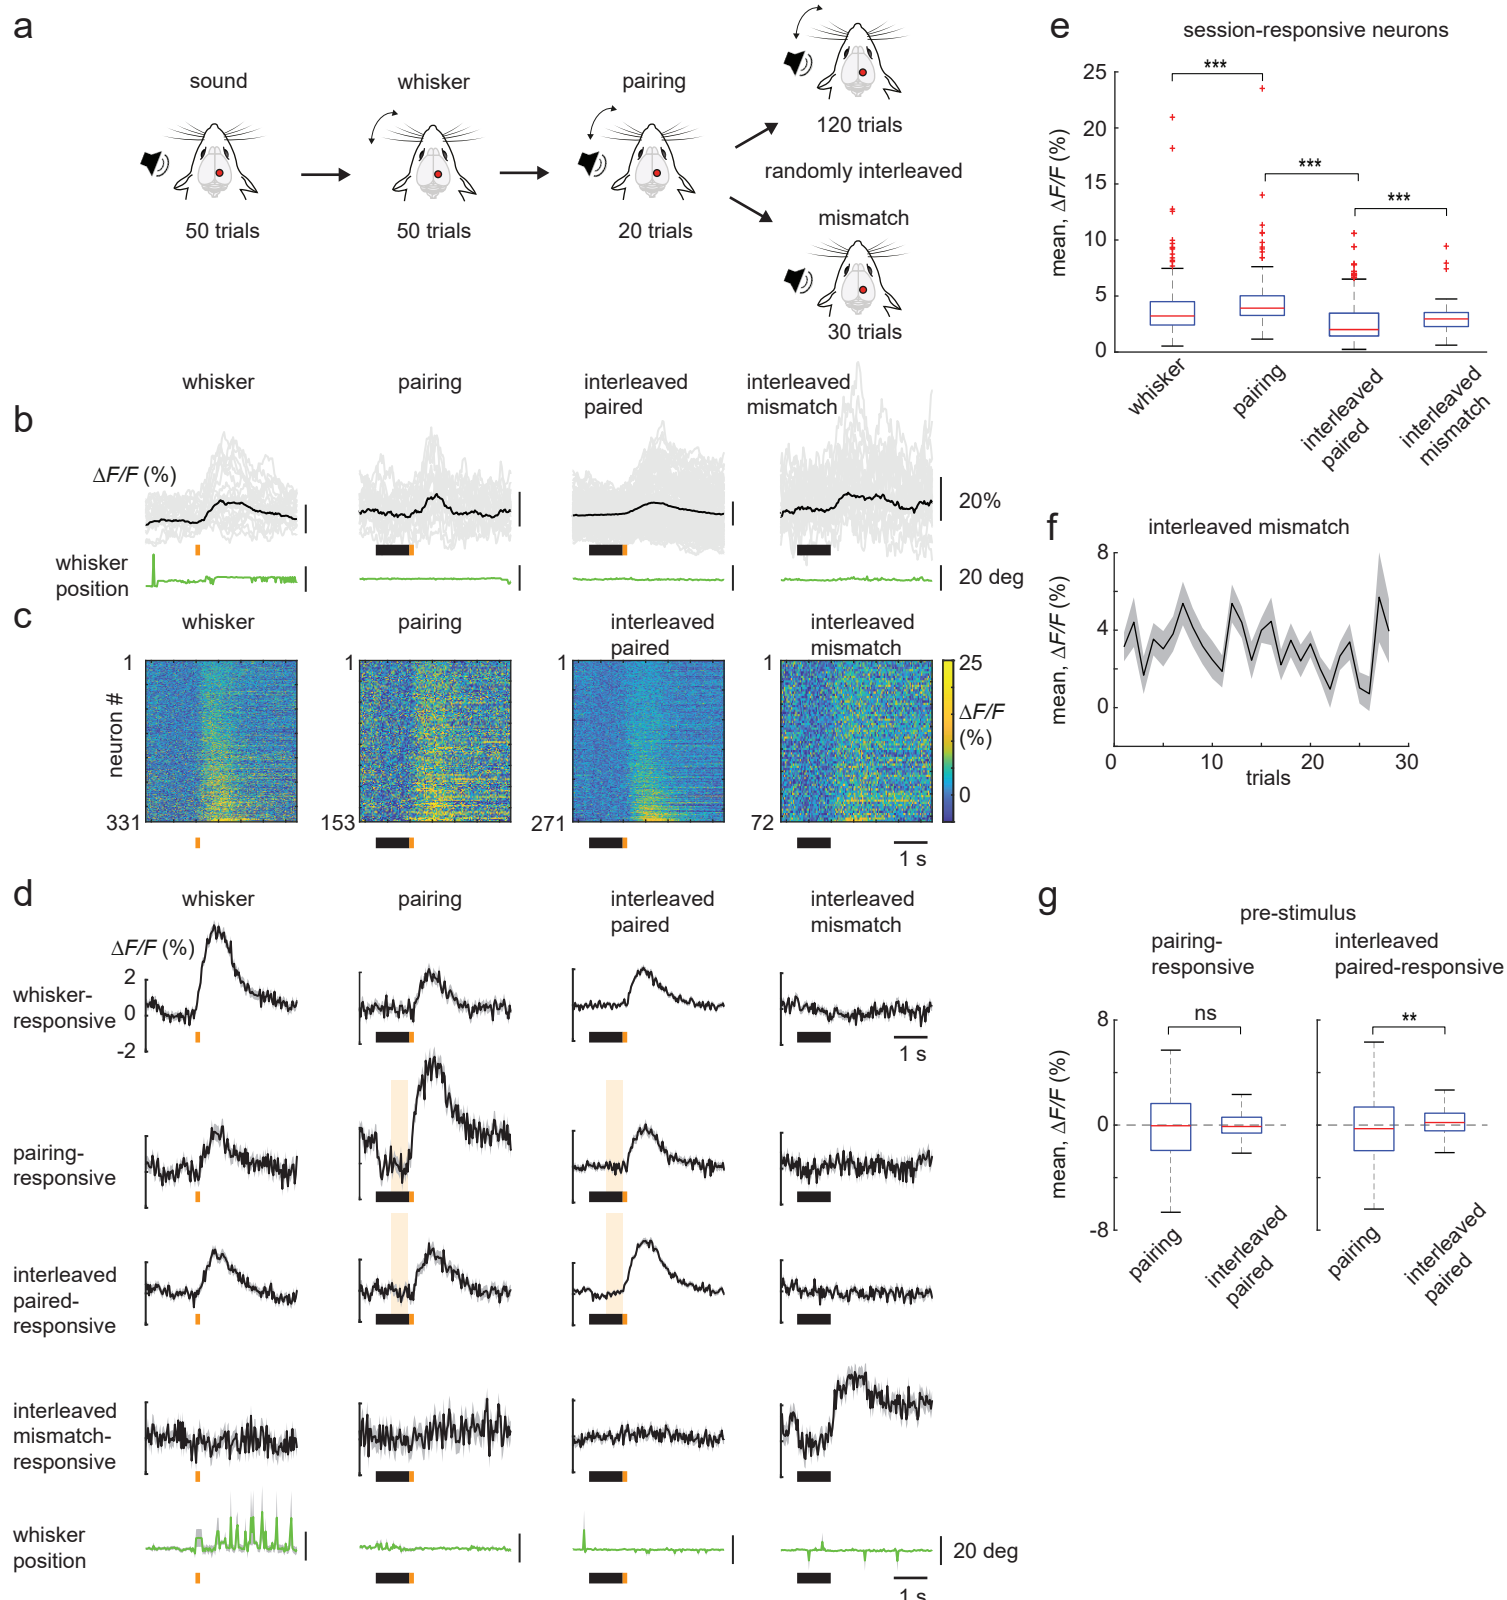 a
sound
50 trials
whisker
50 trials
pairing
20 trials
120 trials
randomly interleaved
mismatch
30 trials
b
whisker
pairing
interleaved
paired
interleaved
mismatch
ΔF/F (%)
20%
whisker
position
20 deg
c
whisker
pairing
interleaved
paired
interleaved
mismatch
neuron #
1
331
1
153
1
271
1
72
25
ΔF/F
(%)
0
1 s
d
whisker
pairing
interleaved
paired
interleaved
mismatch
ΔF/F (%)
2
0
-2
whisker-
responsive
1 s
pairing-
responsive
interleaved
paired-
responsive
interleaved
mismatch-
responsive
whisker
position
20 deg
1 s
e
session-responsive neurons
mean, ΔF/F (%)
25
20
15
10
5
0
***
***
***
whisker
pairing
interleaved
paired
interleaved
mismatch
f
interleaved mismatch
mean, ΔF/F (%)
8
4
0
0
10
20
30
trials
g
pre-stimulus
pairing-
responsive
interleaved
paired-responsive
mean, ΔF/F (%)
8
0
-8
ns
**
pairing
interleaved
paired
pairing
interleaved
paired